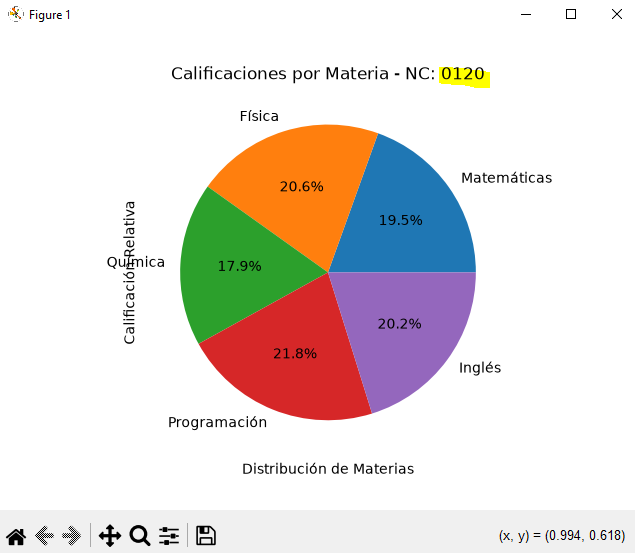 Figure 1
Calificaciones por Materia - NC: 0120
Física
Matemáticas
20.6%
19.5%
Calificación Relativa
Química
17.9%
20.2%
21.8%
Inglés
Programación
Distribución de Materias
(x, y) = (0.994, 0.618)